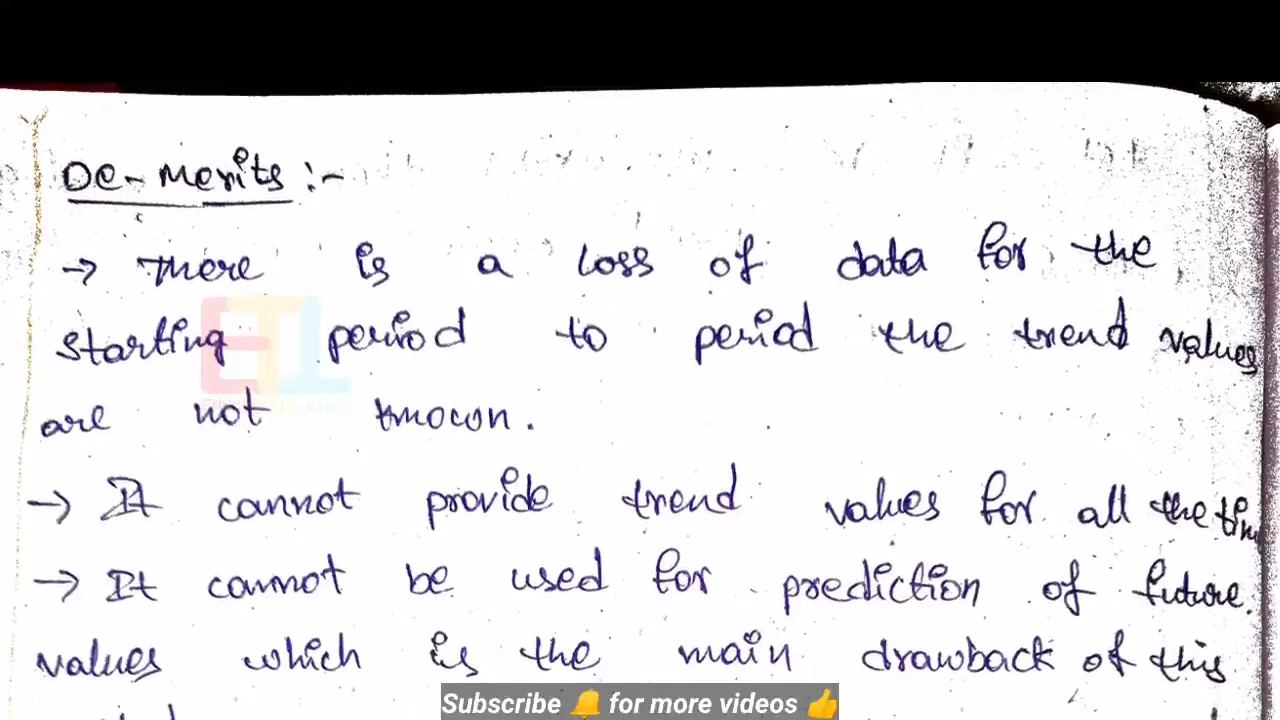 De-merits :-
→ There is a loss of data for the
starting period to period the trend values
are not known.
→ It cannot provide trend values for all the tim
→ It cannot be used for prediction of future
values which is the main drawback of this
Subscribe 🔔 for more videos 👍